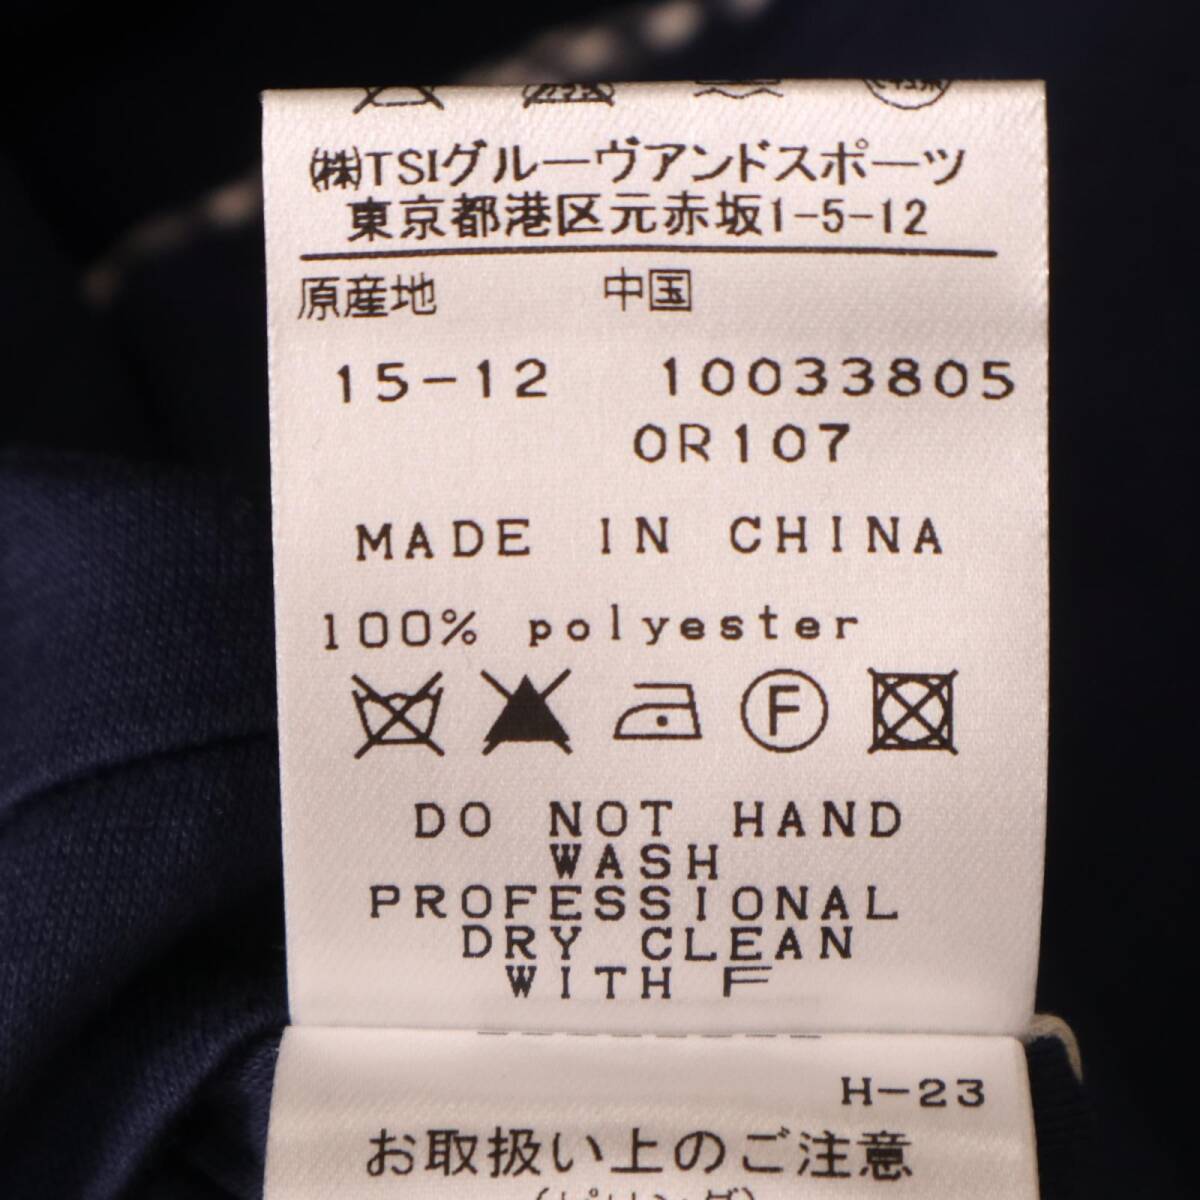 ㈱TSIグルーヴアンドスポーツ
東京都港区元赤坂1-5-12
原産地 中国
15-12 10033805
OR107
MADE IN CHINA
100% polyester
F
DO NOT HAND
WASH
PROFESSIONAL
DRY CLEAN
WITH F
H-23
お取扱い上のご注意